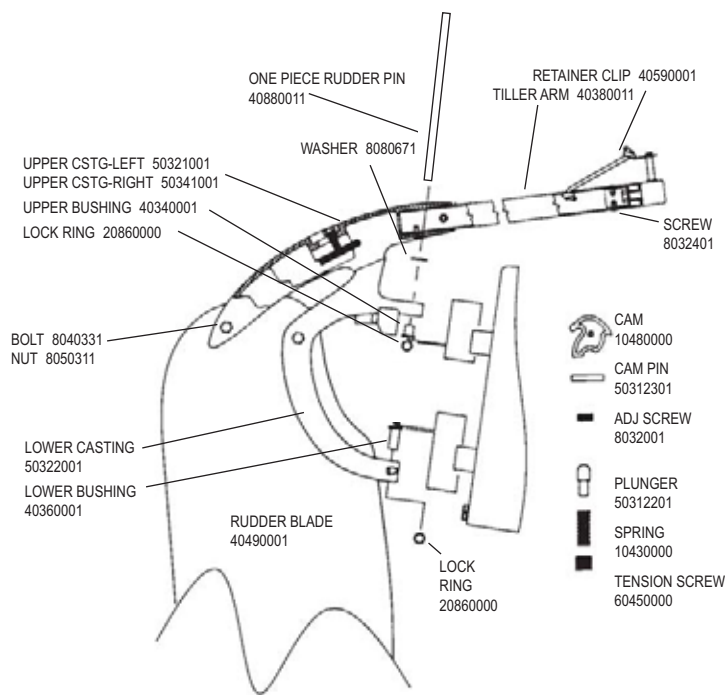 ONE PIECE RUDDER PIN
40880011
RETAINER CLIP 40590001
TILLER ARM 40380011
WASHER 8080671
UPPER CSTG-LEFT 50321001
UPPER CSTG-RIGHT 50341001
UPPER BUSHING 40340001
LOCK RING 20860000
SCREW
8032401
BOLT 8040331
NUT 8050311
CAM
10480000
CAM PIN
50312301
ADJ SCREW
8032001
LOWER CASTING
50322001
LOWER BUSHING
40360001
RUDDER BLADE
40490001
PLUNGER
50312201
SPRING
10430000
LOCK
RING
20860000
TENSION SCREW
60450000